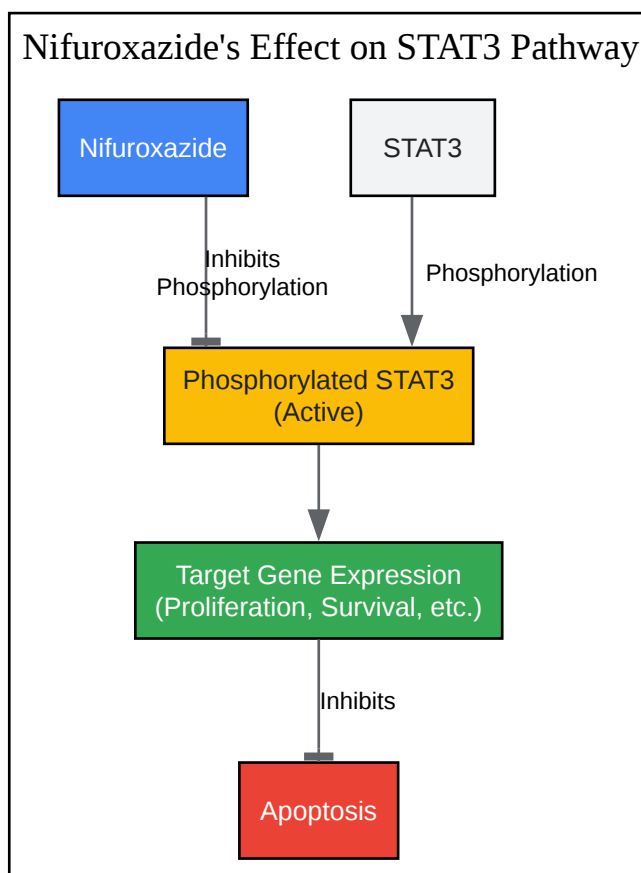 Nifuroxazide's Effect on STAT3 Pathway
Nifuroxazide
STAT3
Inhibits
Phosphorylation
Phosphorylation
Phosphorylated STAT3
(Active)
Target Gene Expression
(Proliferation, Survival, etc.)
Inhibits
Apoptosis